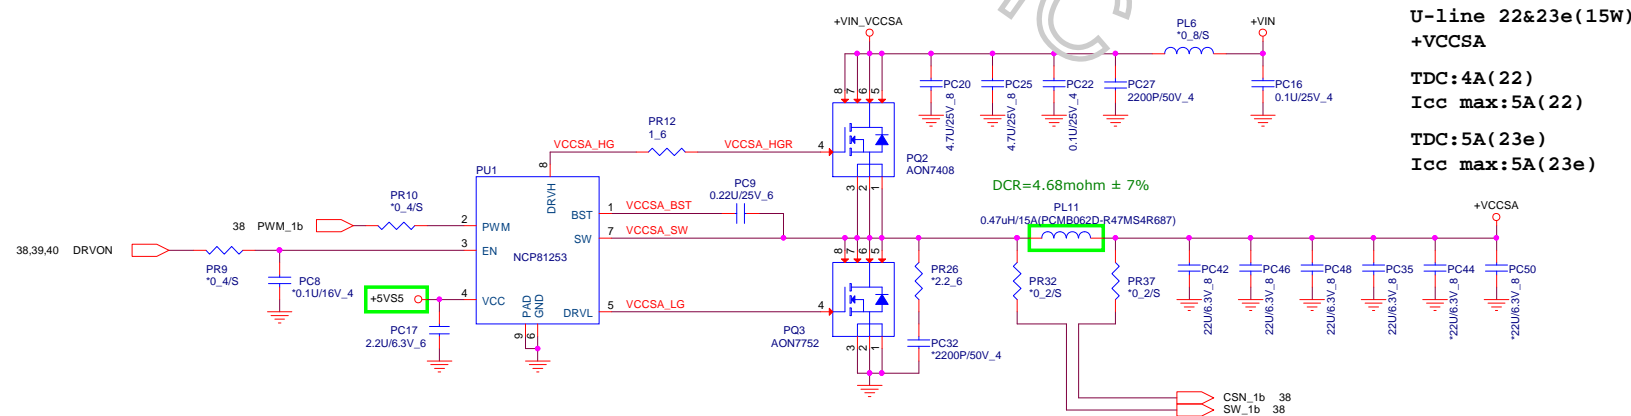 U-line 22&23e(15W)
+VCCSA
TDC:4A(22)
Icc max:5A(22)
TDC:5A(23e)
Icc max:5A(23e)
+VIN_VCCSA
PL6
*0_8/S
+VIN
PC20
4.7U/25V_8
PC25
4.7U/25V_8
PC22
0.1U/25V_4
PC27
2200P/50V_4
PC16
0.1U/25V_4
8
7
6
5
4
PQ2
AON7408
3
2
1
PR12
1_6
VCCSA_HG
VCCSA_HGR
8
PU1
DRVH
PWM
EN
VCC
PAD
GND
BST
SW
DRVL
NCP81253
PR10
*0_4/S
38 PWM_1b
2
38,39,40 DRVON
3
PR9
*0_4/S
PC8
*0.1U/16V_4
+5VS5
4
PC17
2.2U/6.3V_6
9
6
1
VCCSA_BST
PC9
0.22U/25V_6
7
VCCSA_SW
5
VCCSA_LG
8
7
6
5
4
PQ3
AON7752
3
2
1
PR26
*2.2_6
PC32
*2200P/50V_4
DCR=4.68mohm ± 7%
PL11
0.47uH/15A(PCMB062D-R47MS4R687)
PR32
*0_2/S
PR37
*0_2/S
+VCCSA
PC42
22U/6.3V_8
PC46
22U/6.3V_8
PC48
22U/6.3V_8
PC35
22U/6.3V_8
PC44
*22U/6.3V_8
PC50
*22U/6.3V_8
CSN_1b 38
SW_1b 38